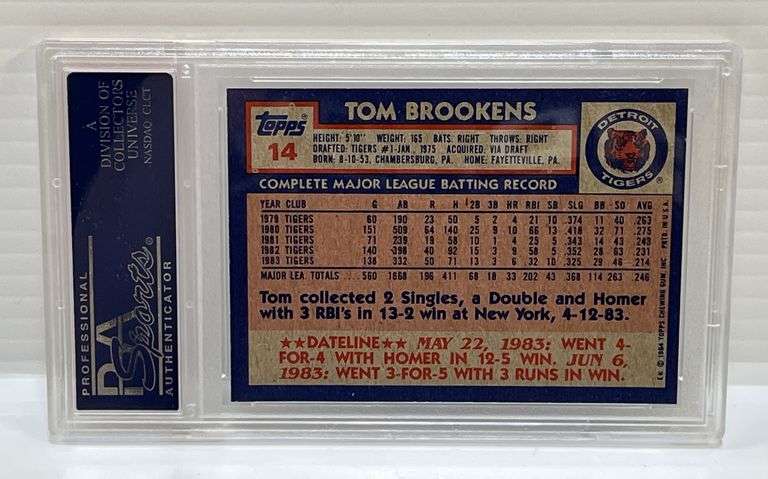 A
DIVISION OF
COLLECTORS
UNIVERSE
NASDAQ: CLCT
PROFESSIONAL
PSA
Sports®
AUTHENTICATOR
topps
14
TOM BROOKENS
HEIGHT: 5'10" WEIGHT: 165 BATS: RIGHT THROWS: RIGHT
DRAFTED: TIGERS #1-JAN., 1975 ACQUIRED: VIA DRAFT
BORN: 8-10-53, CHAMBERSBURG, PA. HOME: FAYETTEVILLE, PA.
DETROIT
TIGERS
COMPLETE MAJOR LEAGUE BATTING RECORD
YEAR CLUB G AB R H 2B 3B HR RBI SB SLG BB SO AVG
1979 TIGERS 60 190 23 50 5 2 4 21 10 .374 11 40 .263
1980 TIGERS 151 509 64 140 25 9 10 66 13 .418 32 71 .275
1981 TIGERS 71 239 19 58 10 1 4 25 5 .343 14 43 .243
1982 TIGERS 140 398 40 92 15 3 9 58 5 .352 28 63 .231
1983 TIGERS 138 332 50 71 13 3 6 32 10 .325 29 46 .214
MAJOR LEA. TOTALS ... 560 1668 196 411 68 18 33 202 43 .368 114 263 .246
Tom collected 2 Singles, a Double and Homer
with 3 RBI's in 13-2 win at New York, 4-12-83.
★★DATELINE★★ MAY 22, 1983: WENT 4-
FOR-4 WITH HOMER IN 12-5 WIN. JUN 6,
1983: WENT 3-FOR-5 WITH 3 RUNS IN WIN.
© 1984 TOPPS CHEWING GUM, INC. PRTD. IN U.S.A.